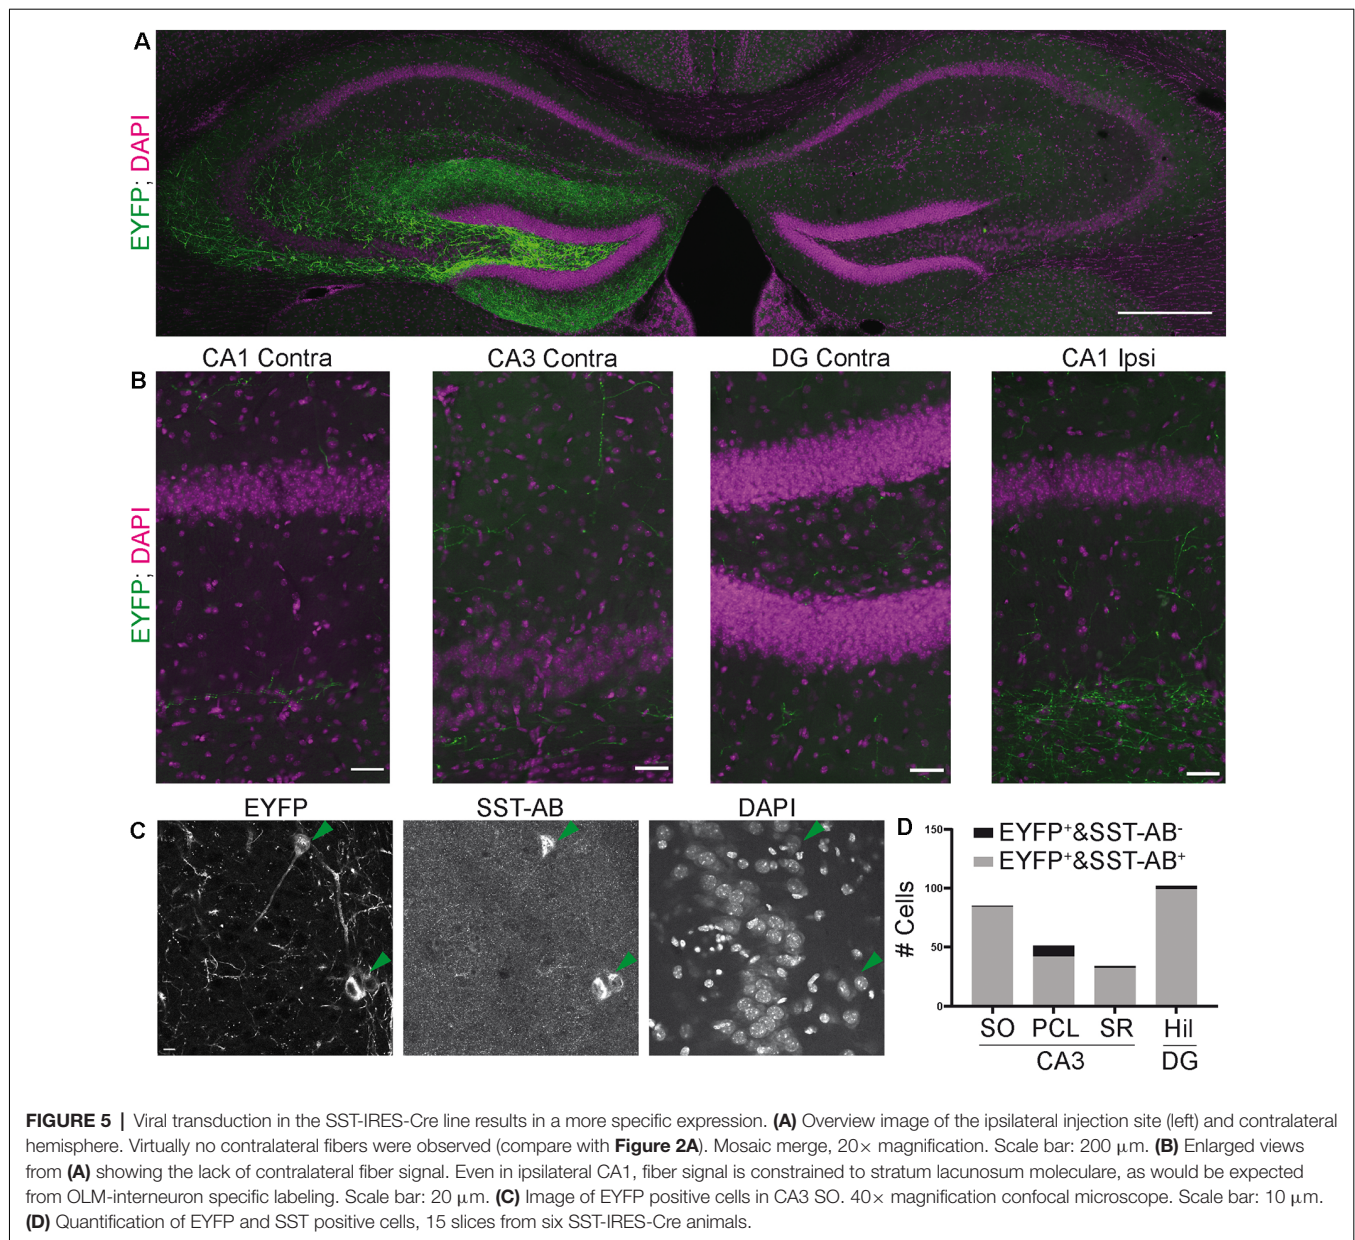 A
EYFP; DAPI
CA1 Contra
CA3 Contra
DG Contra
CA1 Ipsi
B
EYFP; DAPI
EYFP
SST-AB
DAPI
C
D
150
100
50
0
# Cells
EYFP+&SST-AB-
EYFP+&SST-AB+
SO PCL SR Hil
CA3 DG
FIGURE 5 | Viral transduction in the SST-IRES-Cre line results in a more specific expression. (A) Overview image of the ipsilateral injection site (left) and contralateral
hemisphere. Virtually no contralateral fibers were observed (compare with Figure 2A). Mosaic merge, 20× magnification. Scale bar: 200 μm. (B) Enlarged views
from (A) showing the lack of contralateral fiber signal. Even in ipsilateral CA1, fiber signal is constrained to stratum lacunosum moleculare, as would be expected
from OLM-interneuron specific labeling. Scale bar: 20 μm. (C) Image of EYFP positive cells in CA3 SO. 40× magnification confocal microscope. Scale bar: 10 μm.
(D) Quantification of EYFP and SST positive cells, 15 slices from six SST-IRES-Cre animals.